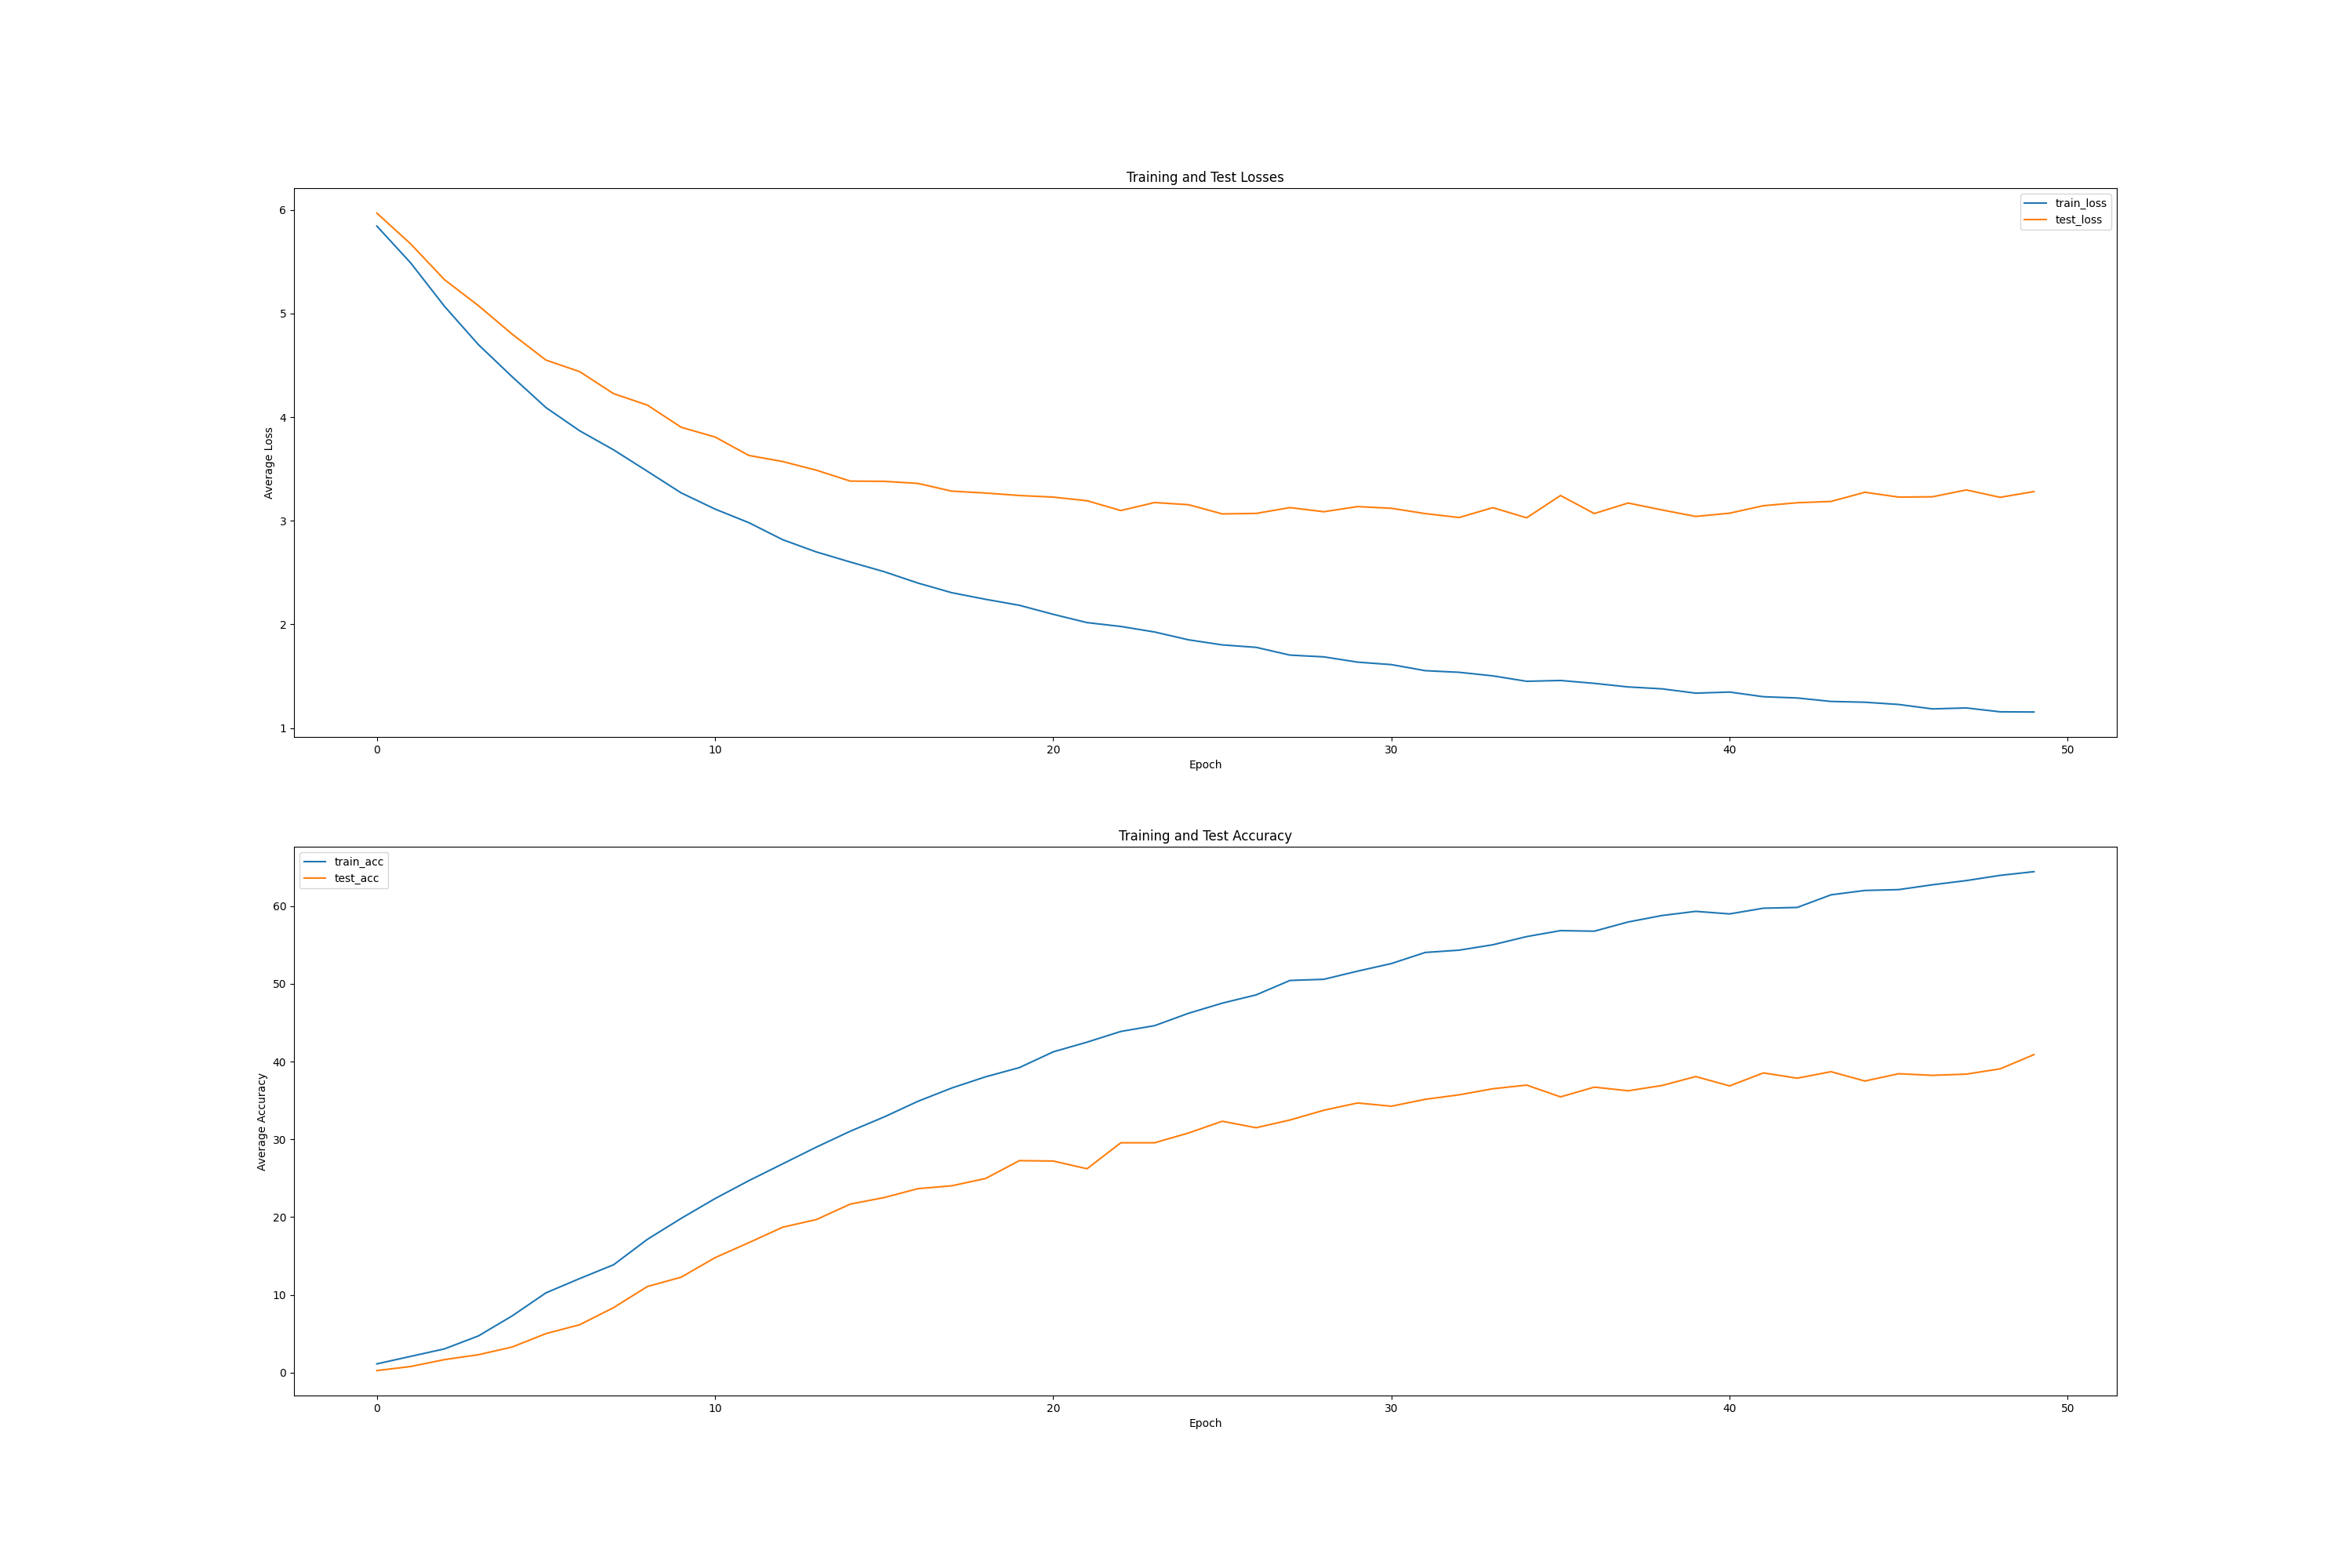 Training and Test Losses
train_loss
test_loss
6
5
4
3
2
1
Average Loss
0 10 20 30 40 50
Epoch
Training and Test Accuracy
train_acc
test_acc
60
50
40
30
20
10
0
Average Accuracy
0 10 20 30 40 50
Epoch